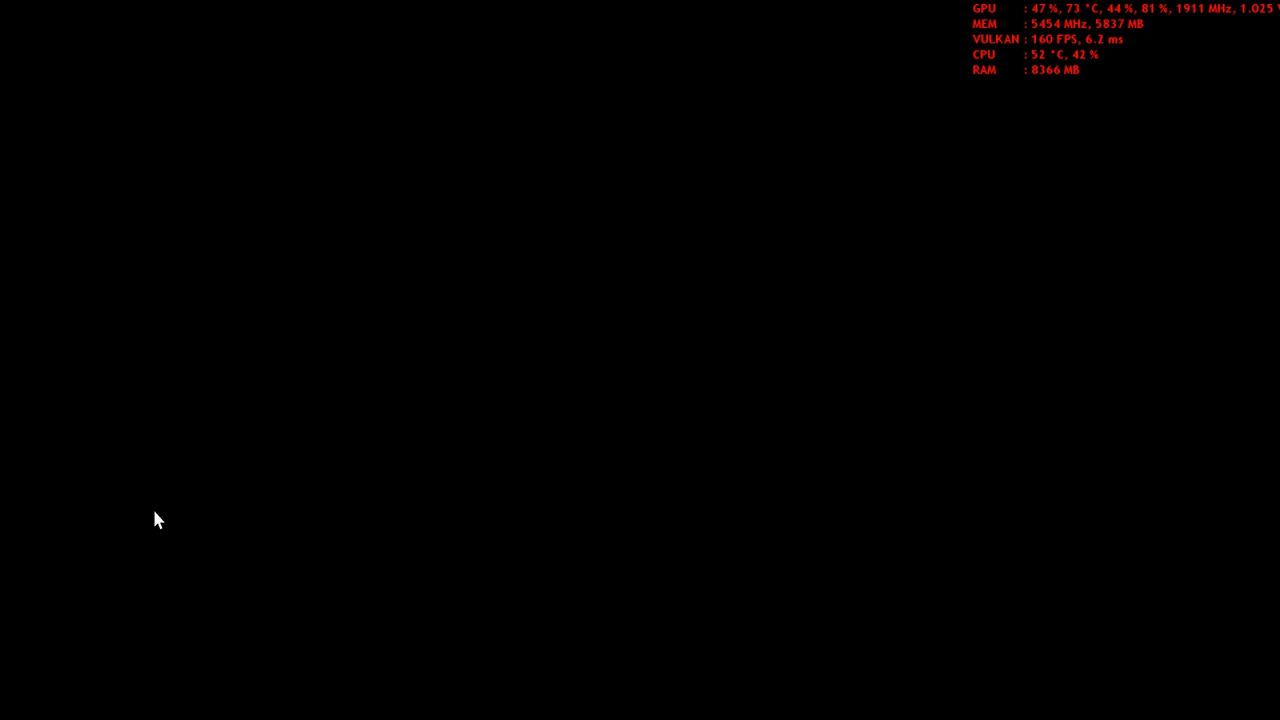 GPU : 47 %, 73 °C, 44 %, 81 %, 1911 MHz, 1.025
MEM : 5454 MHz, 5837 MB
VULKAN : 160 FPS, 6.2 ms
CPU : 52 °C, 42 %
RAM : 8366 MB